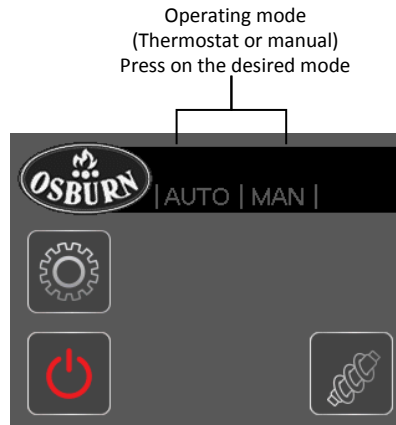 Operating mode
(Thermostat or manual)
Press on the desired mode
OSBURN
|AUTO | MAN |